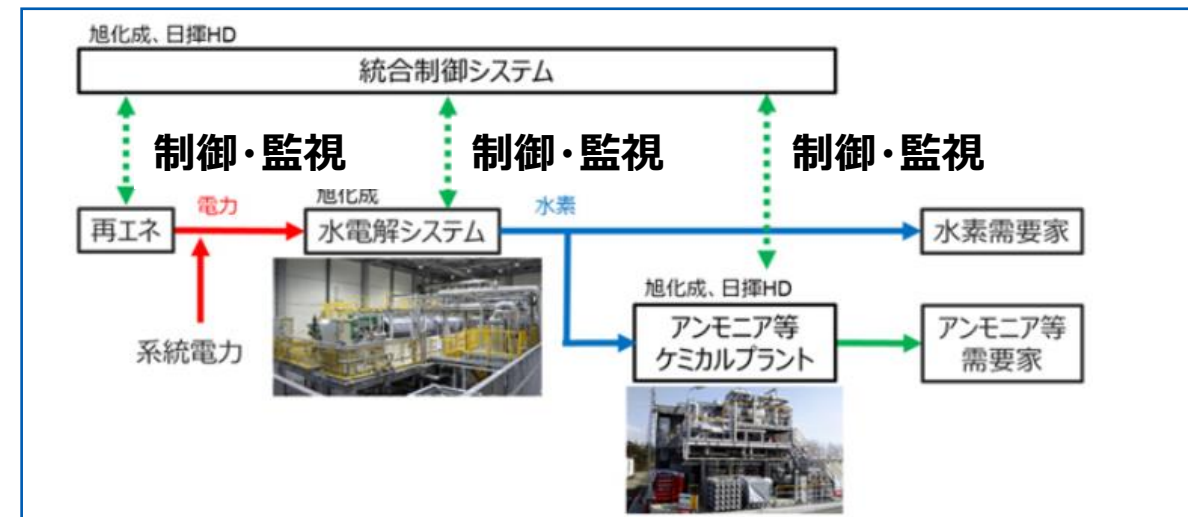 旭化成、日揮HD
統合制御システム
制御・監視
制御・監視
制御・監視
電力
旭化成
水素
再エネ
水電解システム
水素需要家
系統電力
旭化成、日揮HD
アンモニア等
ケミカルプラント
アンモニア等
需要家